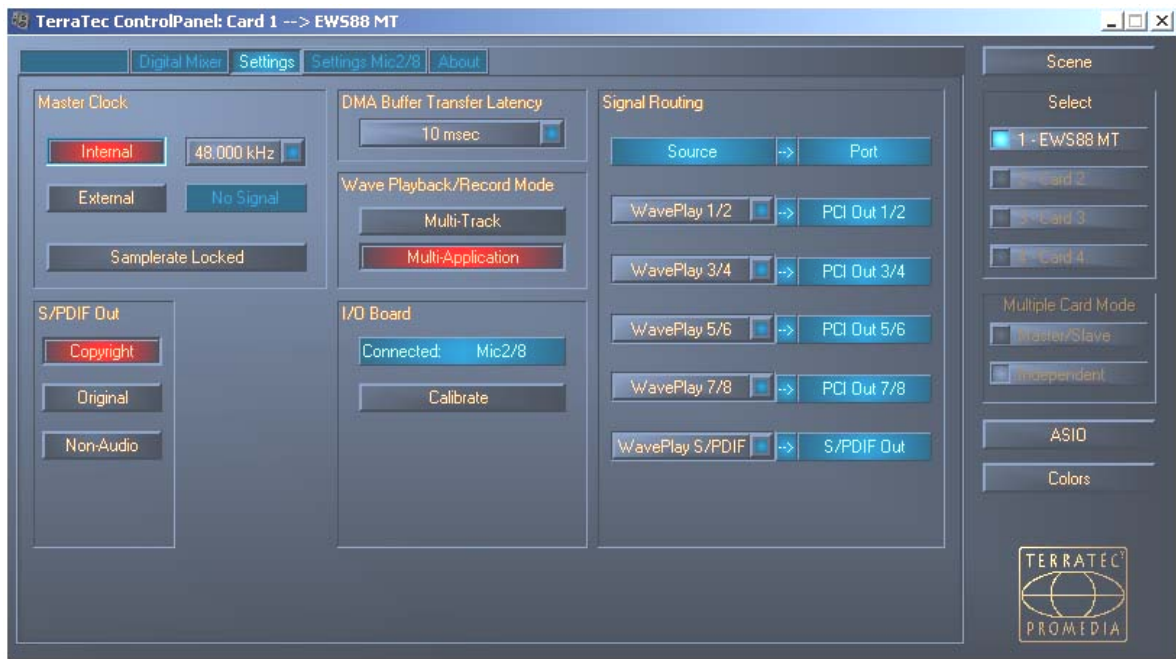 TerraTec ControlPanel: Card 1 --> EWS88 MT
Digital Mixer Settings Settings Mic2/8 About
Scene
Master Clock
Internal 48.000 kHz
External No Signal
Samplerate Locked
DMA Buffer Transfer Latency
10 msec
Wave Playback/Record Mode
Multi-Track
Multi-Application
S/PDIF Out
Copyright
Original
Non-Audio
I/O Board
Connected: Mic2/8
Calibrate
Signal Routing
Source --> Port
WavePlay 1/2 --> PCI Out 1/2
WavePlay 3/4 --> PCI Out 3/4
WavePlay 5/6 --> PCI Out 5/6
WavePlay 7/8 --> PCI Out 7/8
WavePlay S/PDIF --> S/PDIF Out
Select
1 - EWS88 MT
2 - Card 2
3 - Card 3
4 - Card 4
Multiple Card Mode
Master/Slave
Independent
ASIO
Colors
TERRATEC
PROMEDIA